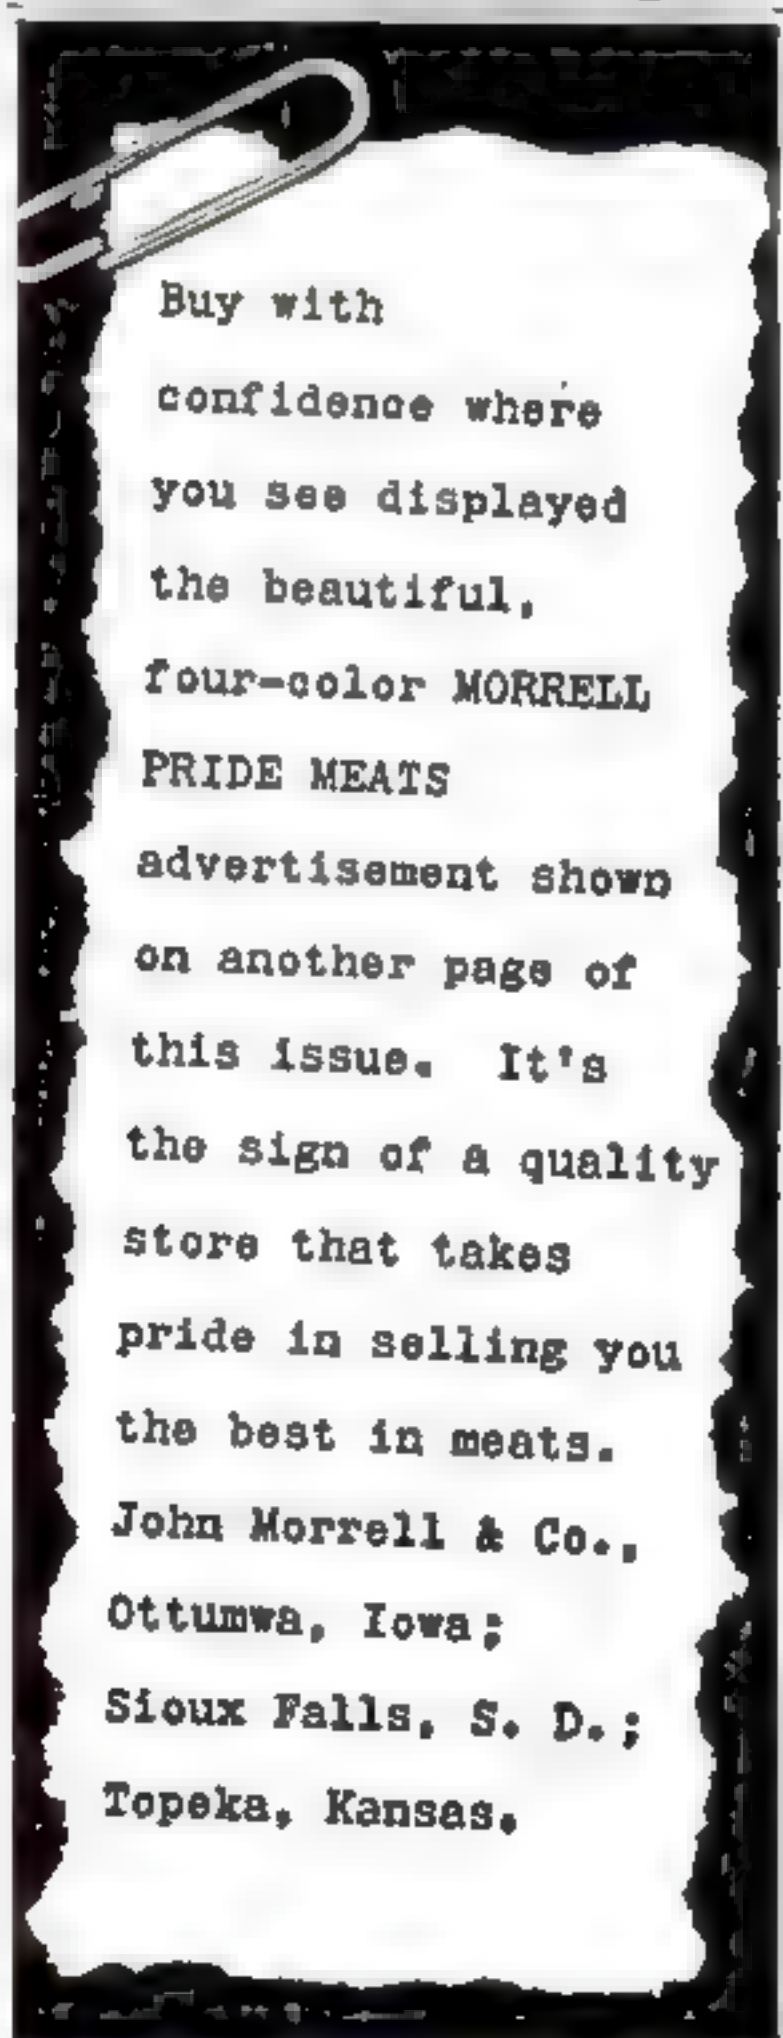 Buy with
confidence where
you see displayed
the beautiful,
four-color MORRELL
PRIDE MEATS
advertisement shown
on another page of
this issue.  It's
the sign of a quality
store that takes
pride in selling you
the best in meats.
John Morrell & Co.,
Ottumwa, Iowa;
Sioux Falls, S. D.;
Topeka, Kansas.